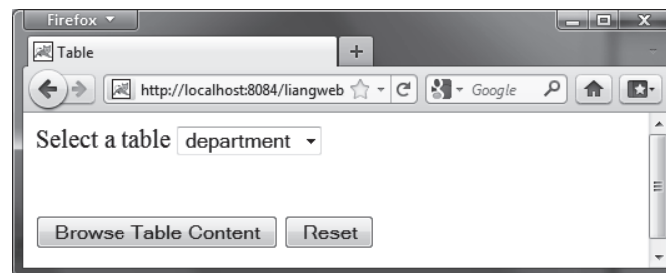 Firefox
Table
http://localhost:8084/liangweb
Google
Select a table department
Browse Table Content Reset